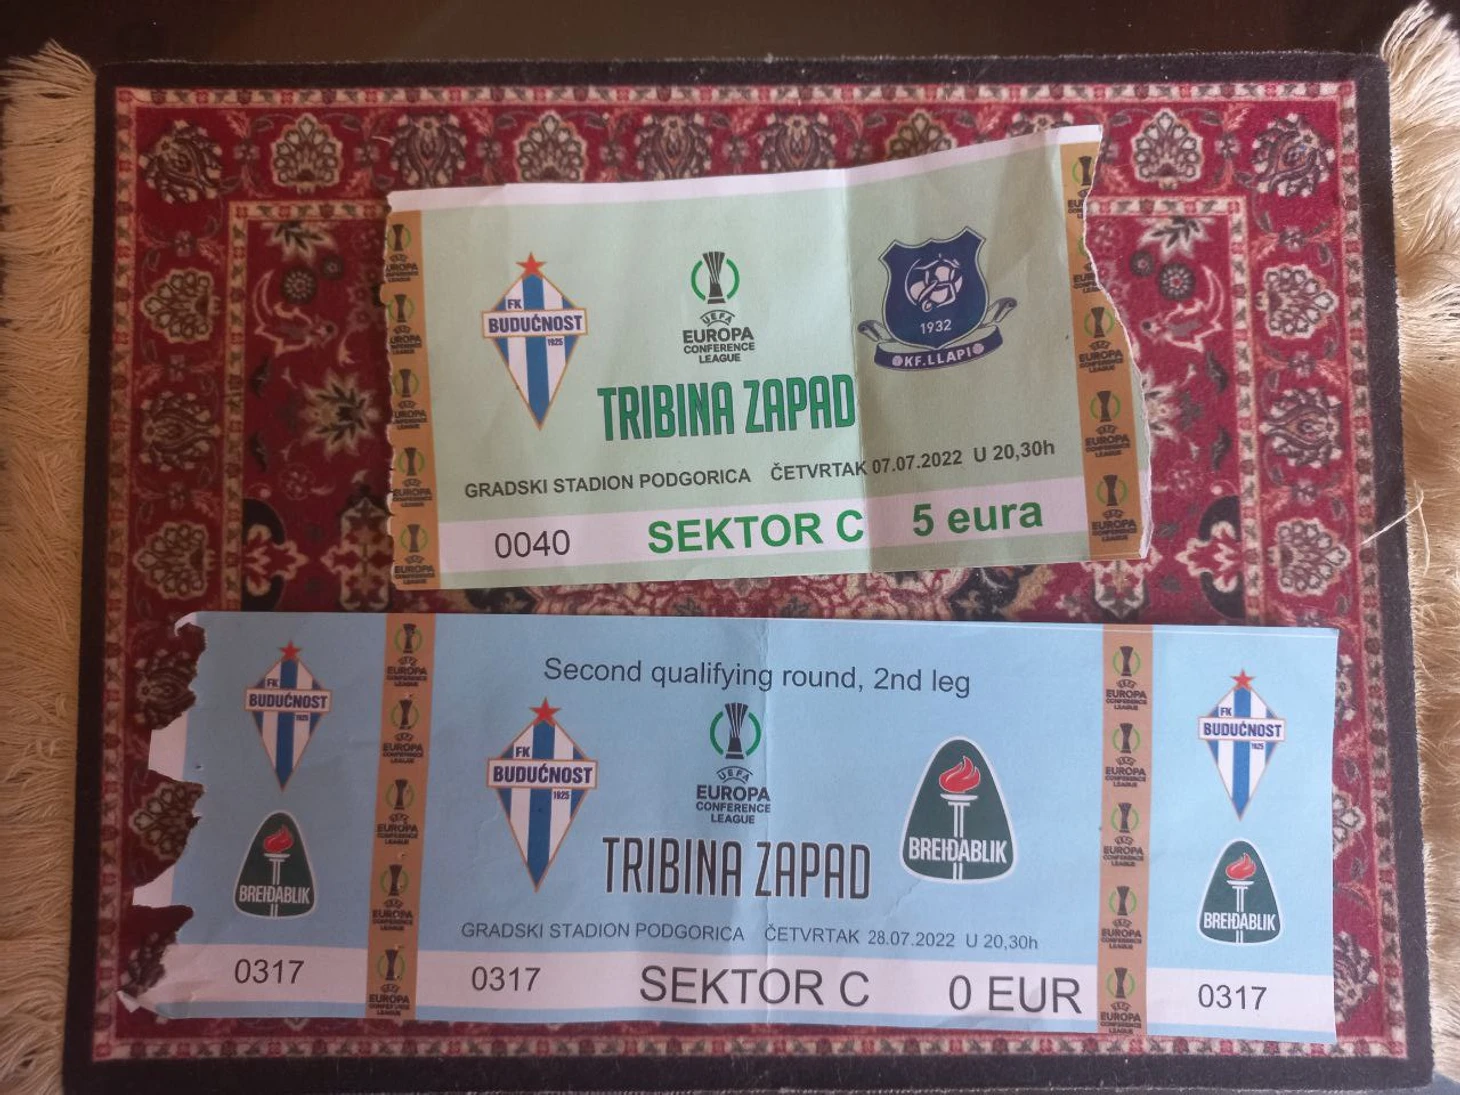 FK
BUDUĆNOST
1925
UEFA
EUROPA
CONFERENCE
LEAGUE
1932
KF.LLAPI
TRIBINA ZAPAD
GRADSKI STADION PODGORICA ČETVRTAK 07.07.2022 U 20,30h
0040 SEKTOR C 5 eura
Second qualifying round, 2nd leg
FK
BUDUĆNOST
1925
BREIÐABLIK
0317
FK
BUDUĆNOST
1925
UEFA
EUROPA
CONFERENCE
LEAGUE
BREIÐABLIK
TRIBINA ZAPAD
GRADSKI STADION PODGORICA ČETVRTAK 28.07.2022 U 20,30h
0317 SEKTOR C 0 EUR
FK
BUDUĆNOST
1925
BREIÐABLIK
0317